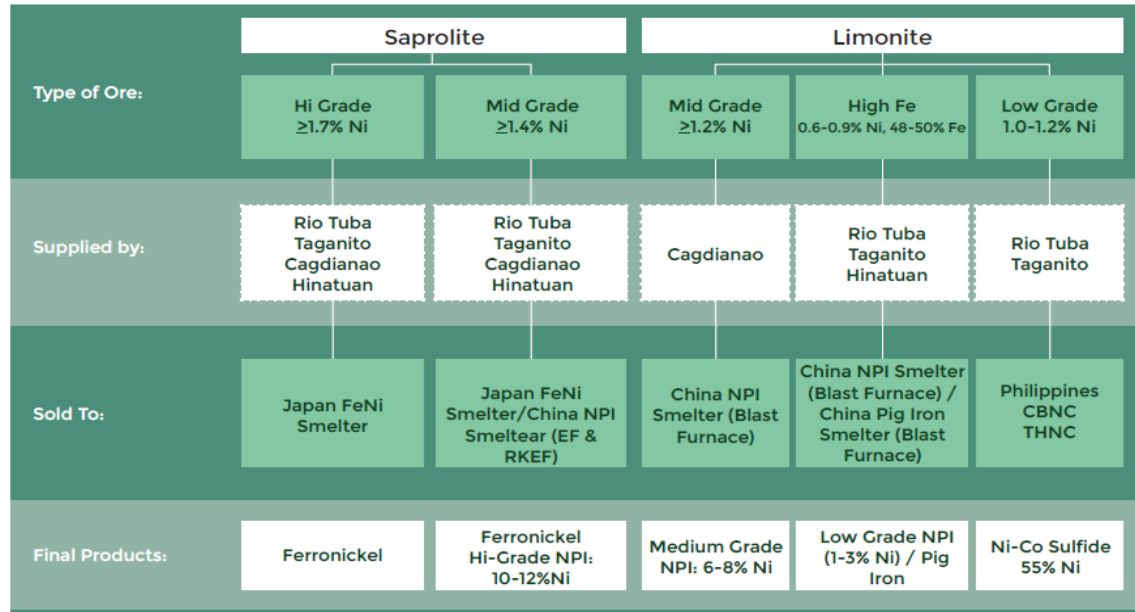 Saprolite
Limonite
Type of Ore:
Hi Grade
≥1.7% Ni
Mid Grade
≥1.4% Ni
Mid Grade
≥1.2% Ni
High Fe
0.6-0.9% Ni, 48-50% Fe
Low Grade
1.0-1.2% Ni
Supplied by:
Rio Tuba
Taganito
Cagdianao
Hinatuan
Rio Tuba
Taganito
Cagdianao
Hinatuan
Cagdianao
Rio Tuba
Taganito
Hinatuan
Rio Tuba
Taganito
Sold To:
Japan FeNi
Smelter
Japan FeNi
Smelter/China NPI
Smeltear (EF &
RKEF)
China NPI
Smelter (Blast
Furnace)
China NPI Smelter
(Blast Furnace) /
China Pig Iron
Smelter (Blast
Furnace)
Philippines
CBNC
THNC
Final Products:
Ferronickel
Ferronickel
Hi-Grade NPI:
10-12%Ni
Medium Grade
NPI: 6-8% Ni
Low Grade NPI
(1-3% Ni) / Pig
Iron
Ni-Co Sulfide
55% Ni